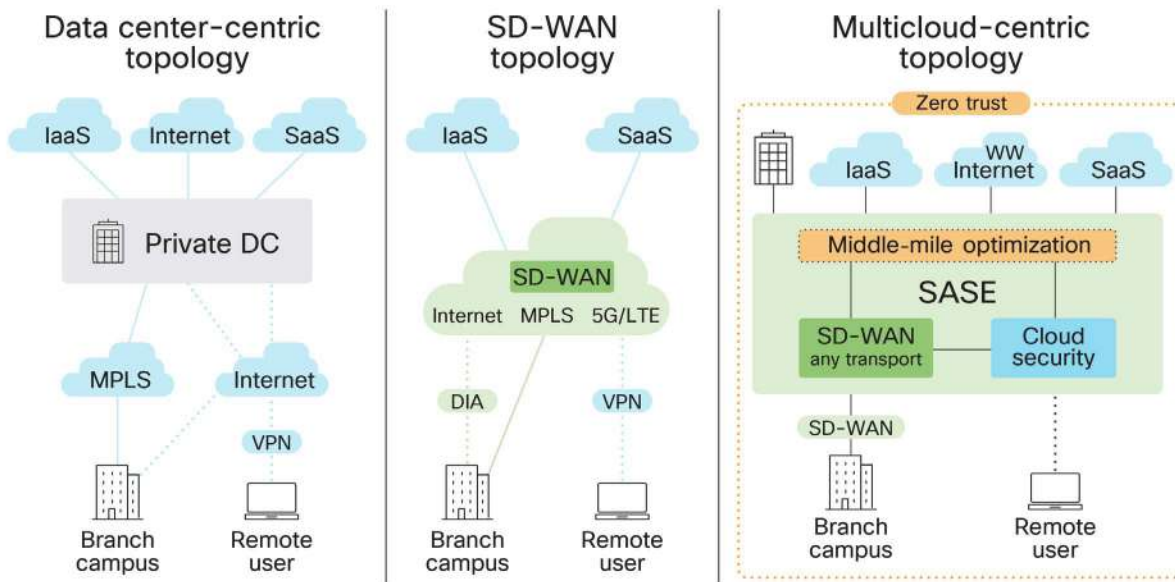 Data center-centric
topology
IaaS
Internet
SaaS
Private DC
MPLS
Internet
VPN
Branch
campus
Remote
user
SD-WAN
topology
IaaS
SaaS
SD-WAN
Internet MPLS 5G/LTE
DIA
VPN
Branch
campus
Remote
user
Multicloud-centric
topology
Zero trust
IaaS
WW
Internet
SaaS
Middle-mile optimization
SASE
SD-WAN
any transport
Cloud
security
SD-WAN
Branch
campus
Remote
user